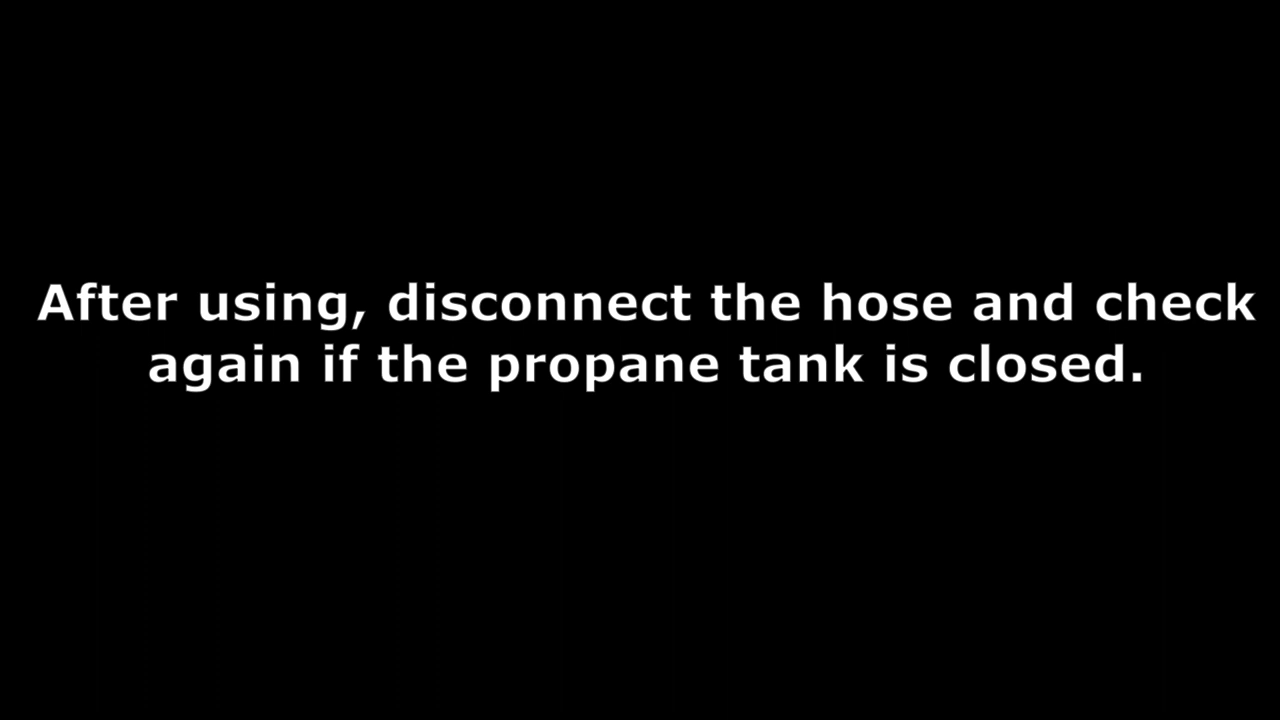 After using, disconnect the hose and check
again if the propane tank is closed.